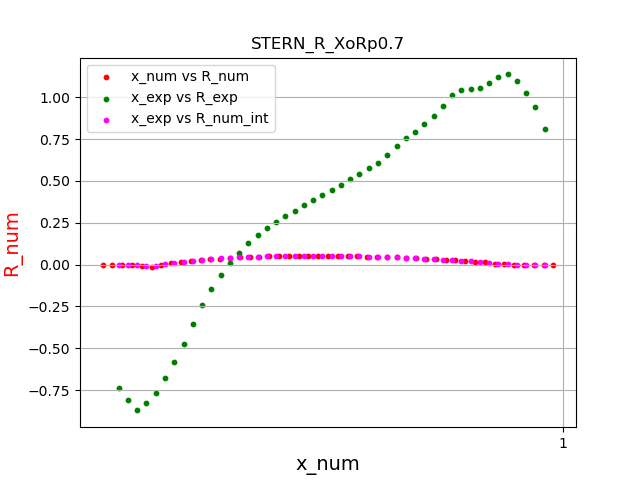 STERN_R_XoRp0.7
x_num vs R_num
x_exp vs R_exp
x_exp vs R_num_int
1.00
0.75
0.50
0.25
0.00
−0.25
−0.50
−0.75
R_num
1
x_num